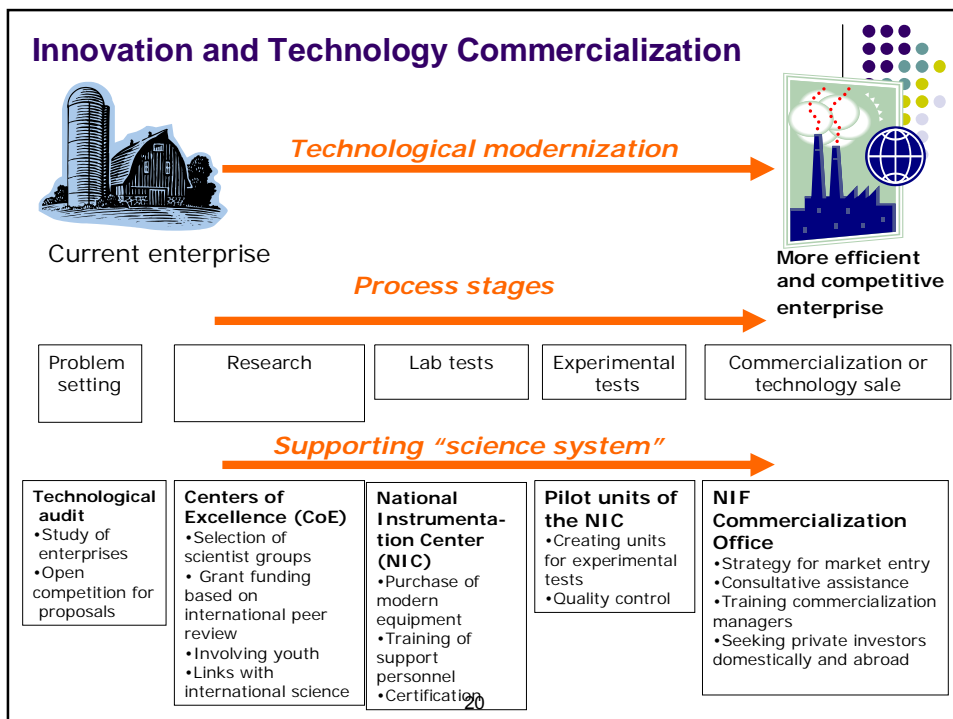 Innovation and Technology Commercialization
Technological modernization
Current enterprise
More efficient
and competitive
enterprise
Process stages
Problem
setting
Research
Lab tests
Experimental
tests
Commercialization or
technology sale
Supporting “science system”
Technological
audit
•Study of
enterprises
•Open
competition for
proposals
Centers of
Excellence (CoE)
•Selection of
scientist groups
• Grant funding
based on
international peer
review
•Involving youth
•Links with
international science
National
Instrumenta-
tion Center
(NIC)
•Purchase of
modern
equipment
•Training of
support
personnel
•Certification
Pilot units of
the NIC
•Creating units
for experimental
tests
•Quality control
NIF
Commercialization
Office
•Strategy for market entry
•Consultative assistance
•Training commercialization
managers
•Seeking private investors
domestically and abroad
20